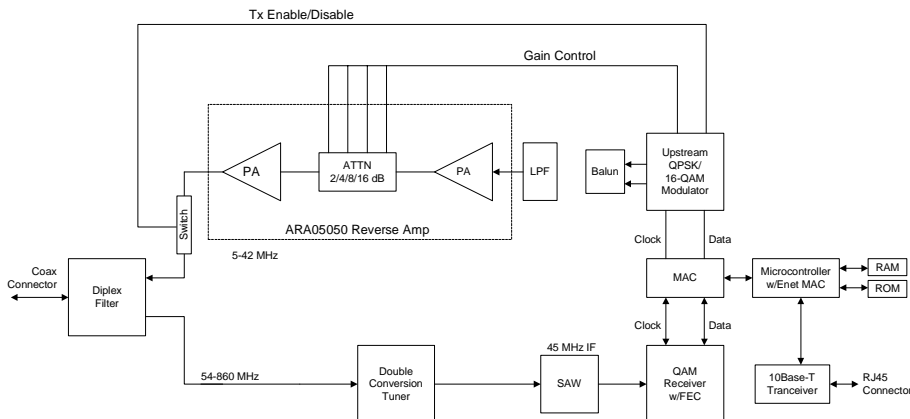 Tx Enable/Disable
Gain Control
PA
ATTN
2/4/8/16 dB
PA
LPF
Balun
Upstream
QPSK/
16-QAM
Modulator
Switch
ARA05050 Reverse Amp
5-42 MHz
Clock
Data
Coax
Connector
Diplex
Filter
MAC
Microcontroller
w/Enet MAC
RAM
ROM
Clock
Data
54-860 MHz
Double
Conversion
Tuner
45 MHz IF
SAW
QAM
Receiver
w/FEC
10Base-T
Tranceiver
RJ45
Connector